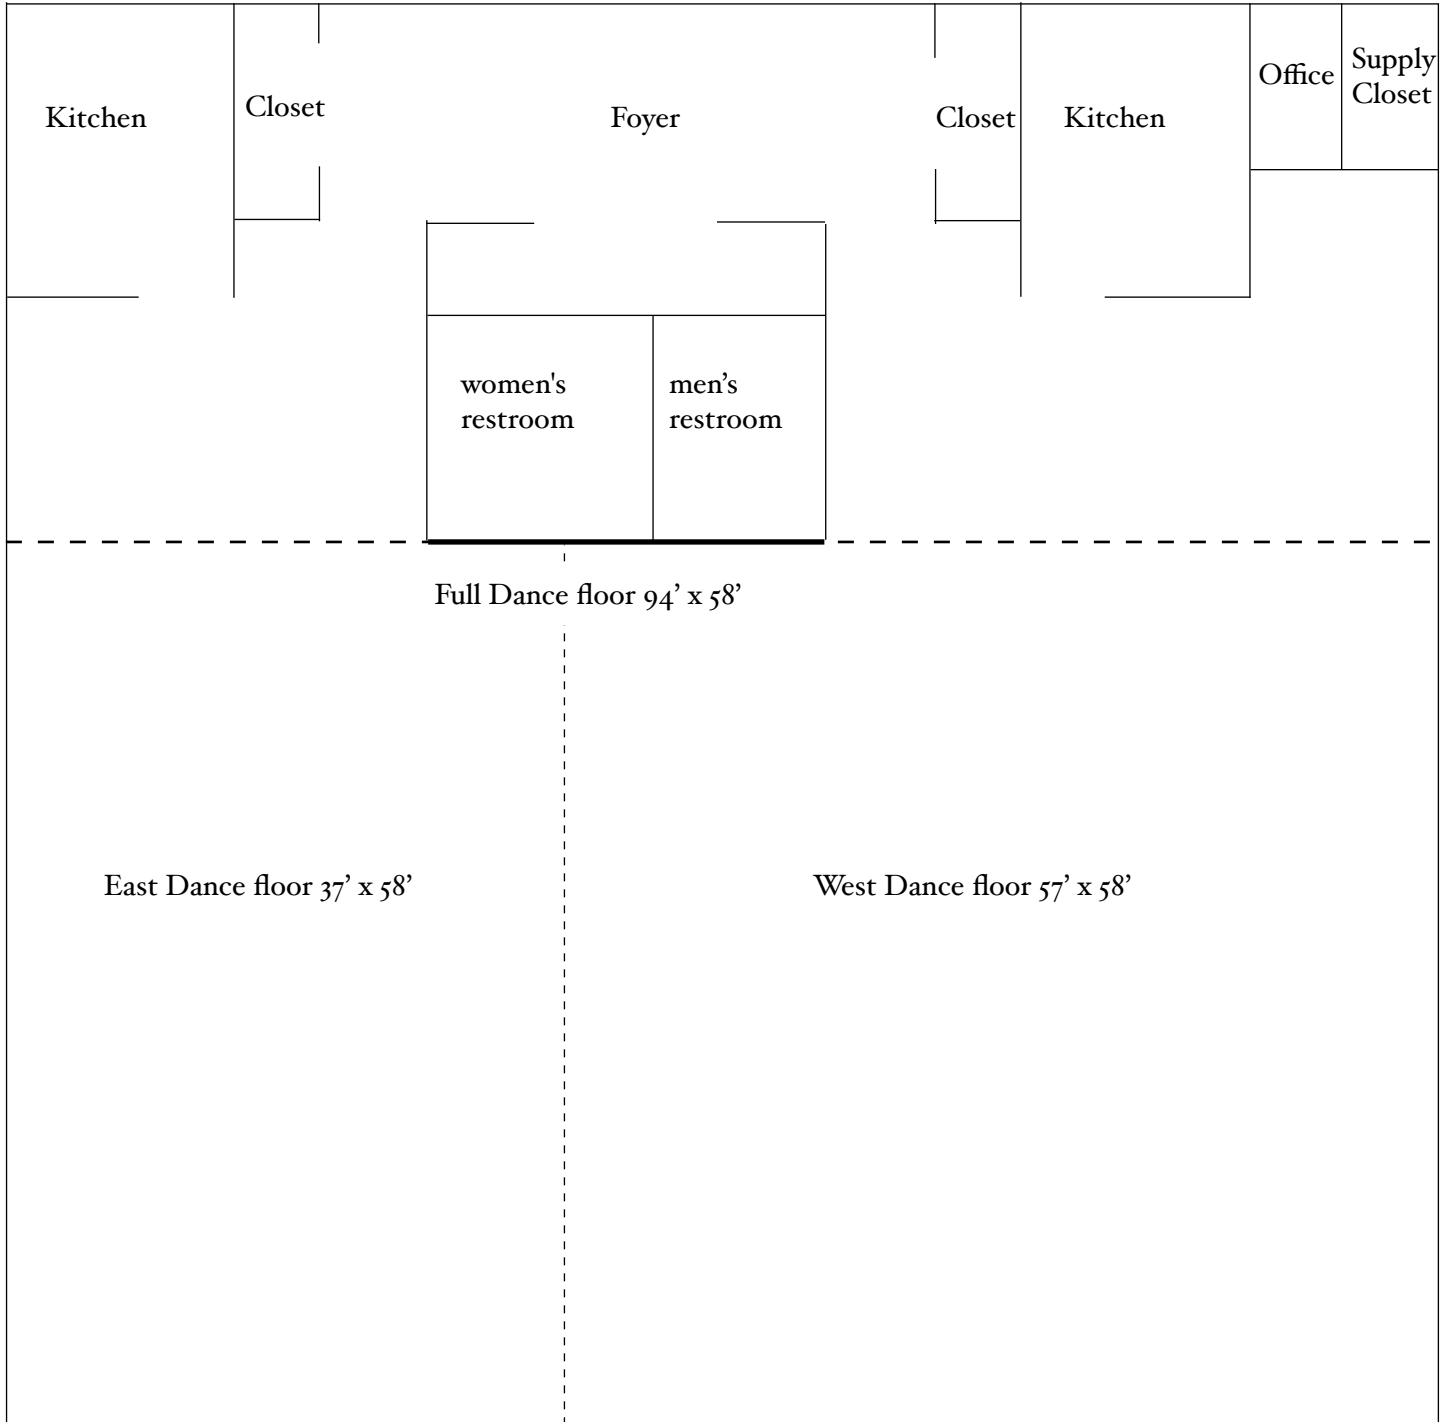 Kitchen
Closet
Foyer
Closet
Kitchen
Office
Supply
Closet
women's
restroom
men’s
restroom
Full Dance floor 94’ x 58’
East Dance floor 37’ x 58’
West Dance floor 57’ x 58’